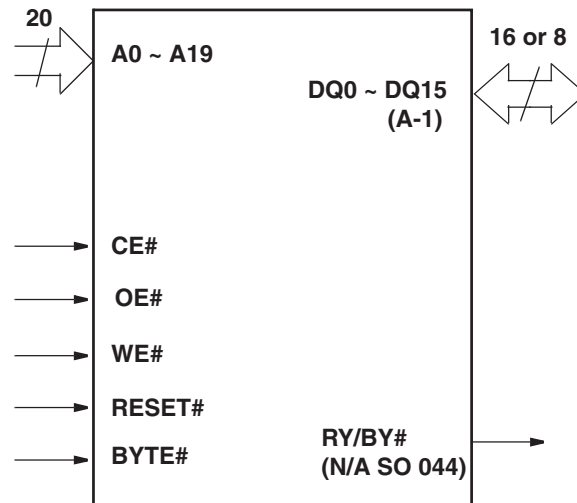 20
A0 ~ A19
16 or 8
DQ0 ~ DQ15
(A-1)
CE#
OE#
WE#
RESET#
BYTE#
RY/BY#
(N/A SO 044)